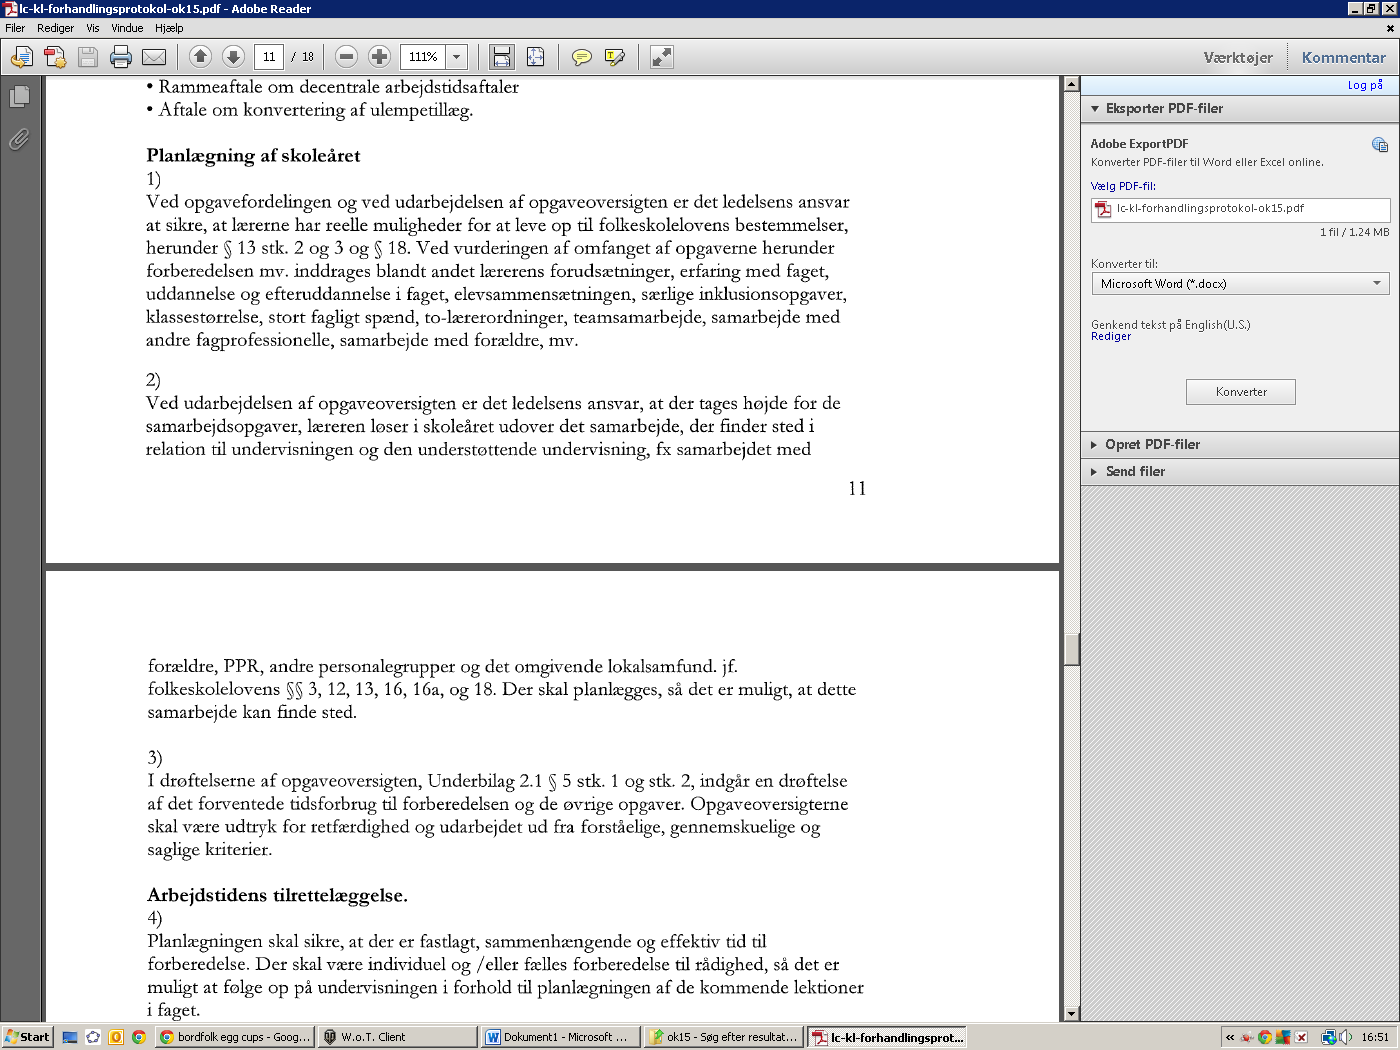 lc-kl-forhandlingsprotokol-ok15.pdf - Adobe Reader
Filer Rediger Vis Vindue Hjælp
11 / 18 111% Værktøjer Kommentar
• Rammeaftale om decentrale arbejdstidsaftaler
• Aftale om konvertering af ulempetillæg.
Planlægning af skoleåret
1)
Ved opgavefordelingen og ved udarbejdelsen af opgaveoversigten er det ledelsens ansvar
at sikre, at lærerne har reelle muligheder for at leve op til folkeskolelovens bestemmelser,
herunder § 13 stk. 2 og 3 og § 18. Ved vurderingen af omfanget af opgaverne herunder
forberedelsen mv. inddrages blandt andet lærerens forudsætninger, erfaring med faget,
uddannelse og efteruddannelse i faget, elevsammensætningen, særlige inklusionsopgaver,
klassestørrelse, stort fagligt spænd, to-lærerordninger, teamsamarbejde, samarbejde med
andre fagprofessionelle, samarbejde med forældre, mv.
2)
Ved udarbejdelsen af opgaveoversigten er det ledelsens ansvar, at der tages højde for de
samarbejdsopgaver, læreren løser i skoleåret udover det samarbejde, der finder sted i
relation til undervisningen og den understøttende undervisning, fx samarbejdet med
11
forældre, PPR, andre personalegrupper og det omgivende lokalsamfund. jf.
folkeskolelovens §§ 3, 12, 13, 16, 16a, og 18. Der skal planlægges, så det er muligt, at dette
samarbejde kan finde sted.
3)
I drøftelserne af opgaveoversigten, Underbilag 2.1 § 5 stk. 1 og stk. 2, indgår en drøftelse
af det forventede tidsforbrug til forberedelsen og de øvrige opgaver. Opgaveoversigterne
skal være udtryk for retfærdighed og udarbejdet ud fra forståelige, gennemskuelige og
saglige kriterier.
Arbejdstidens tilrettelæggelse.
4)
Planlægningen skal sikre, at der er fastlagt, sammenhængende og effektiv tid til
forberedelse. Der skal være individuel og /eller fælles forberedelse til rådighed, så det er
muligt at følge op på undervisningen i forhold til planlægningen af de kommende lektioner
i faget.
Log på
Eksporter PDF-filer
Adobe ExportPDF
Konverter PDF-filer til Word eller Excel online.
Vælg PDF-fil:
lc-kl-forhandlingsprotokol-ok15.pdf
1 fil / 1.24 MB
Konverter til:
Microsoft Word (*.docx)
Genkend tekst på English(U.S.)
Rediger
Konverter
Opret PDF-filer
Send filer
Start bordfolk egg cups - Goog... W.o.T. Client Dokument1 - Microsoft ... ok15 - Søg efter resultat... lc-kl-forhandlingsprot... « 16:51